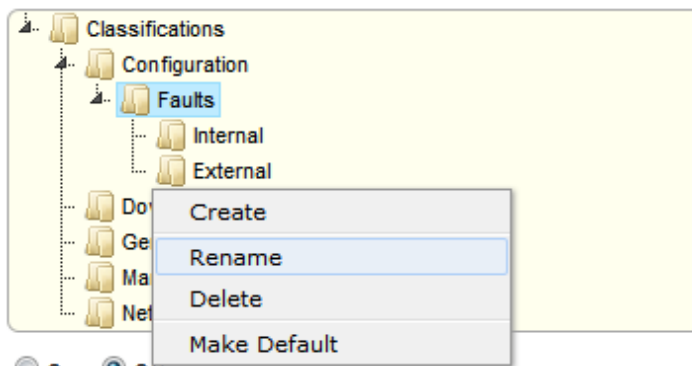 Classifications
Configuration
Faults
Internal
External
Create
Rename
Delete
Make Default